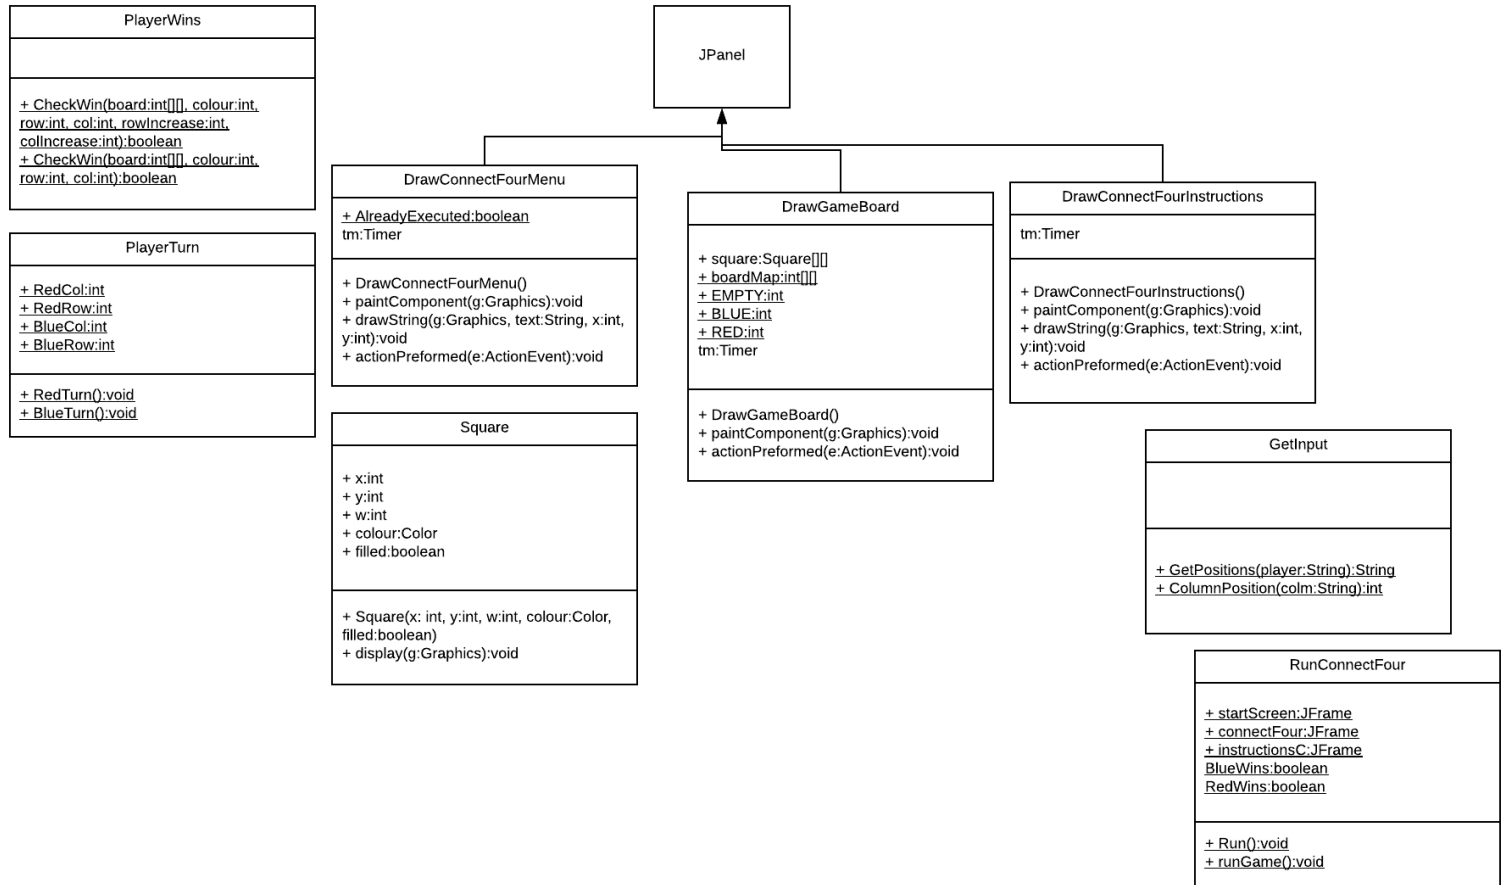 PlayerWins
+ CheckWin(board:int[][], colour:int,
row:int, col:int, rowIncrease:int,
colIncrease:int):boolean
+ CheckWin(board:int[][], colour:int,
row:int, col:int):boolean
JPanel
PlayerTurn
+ RedCol:int
+ RedRow:int
+ BlueCol:int
+ BlueRow:int
+ RedTurn():void
+ BlueTurn():void
DrawConnectFourMenu
+ AlreadyExecuted:boolean
tm:Timer
+ DrawConnectFourMenu()
+ paintComponent(g:Graphics):void
+ drawString(g:Graphics, text:String, x:int,
y:int):void
+ actionPreformed(e:ActionEvent):void
Square
+ x:int
+ y:int
+ w:int
+ colour:Color
+ filled:boolean
+ Square(x: int, y:int, w:int, colour:Color,
filled:boolean)
+ display(g:Graphics):void
DrawGameBoard
+ square:Square[][]
+ boardMap:int[][]
+ EMPTY:int
+ BLUE:int
+ RED:int
tm:Timer
+ DrawGameBoard()
+ paintComponent(g:Graphics):void
+ actionPreformed(e:ActionEvent):void
DrawConnectFourInstructions
tm:Timer
+ DrawConnectFourInstructions()
+ paintComponent(g:Graphics):void
+ drawString(g:Graphics, text:String, x:int,
y:int):void
+ actionPreformed(e:ActionEvent):void
GetInput
+ GetPositions(player:String):String
+ ColumnPosition(colm:String):int
RunConnectFour
+ startScreen:JFrame
+ connectFour:JFrame
+ instructionsC:JFrame
BlueWins:boolean
RedWins:boolean
+ Run():void
+ runGame():void